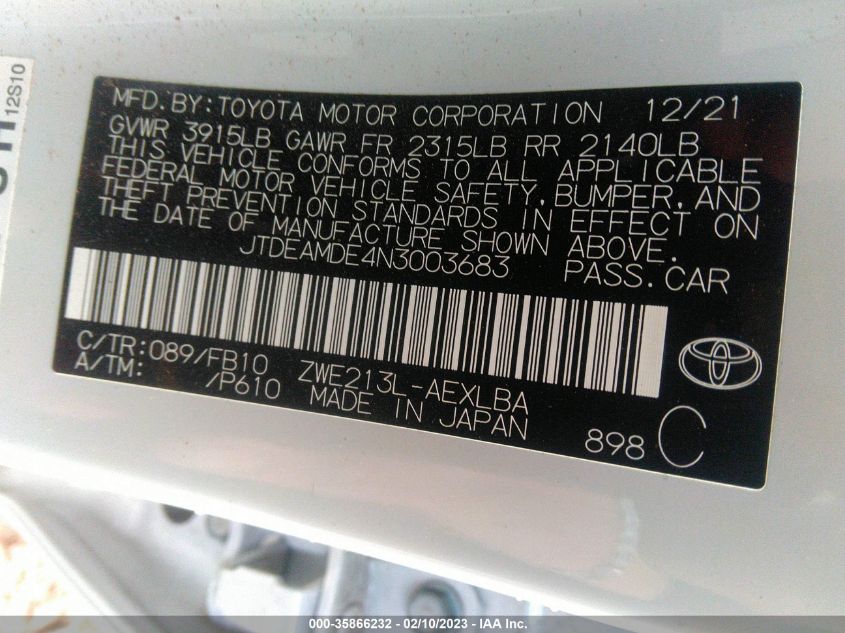 12S10
MFD.BY:TOYOTA MOTOR CORPORATION 12/21
GVWR 3915LB GAWR FR 2315LB RR 2140LB
THIS VEHICLE CONFORMS TO ALL APPLICABLE
FEDERAL MOTOR VEHICLE SAFETY,BUMPER,AND
THEFT PREVENTION STANDARDS IN EFFECT ON
THE DATE OF MANUFACTURE SHOWN ABOVE.
JTDEAMDE4N3003683 PASS.CAR
C/TR:089/FB10 ZWE213L-AEXLBA
A/TM: /P610 MADE IN JAPAN
898 C
000-35866232 - 02/10/2023 - IAA Inc.